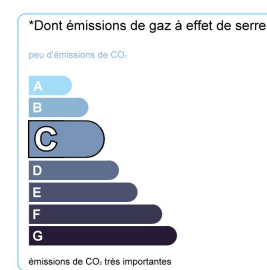 *Dont émissions de gaz à effet de serre
peu d'émissions de CO₂
A
B
C
D
E
F
G
émissions de CO₂ très importantes